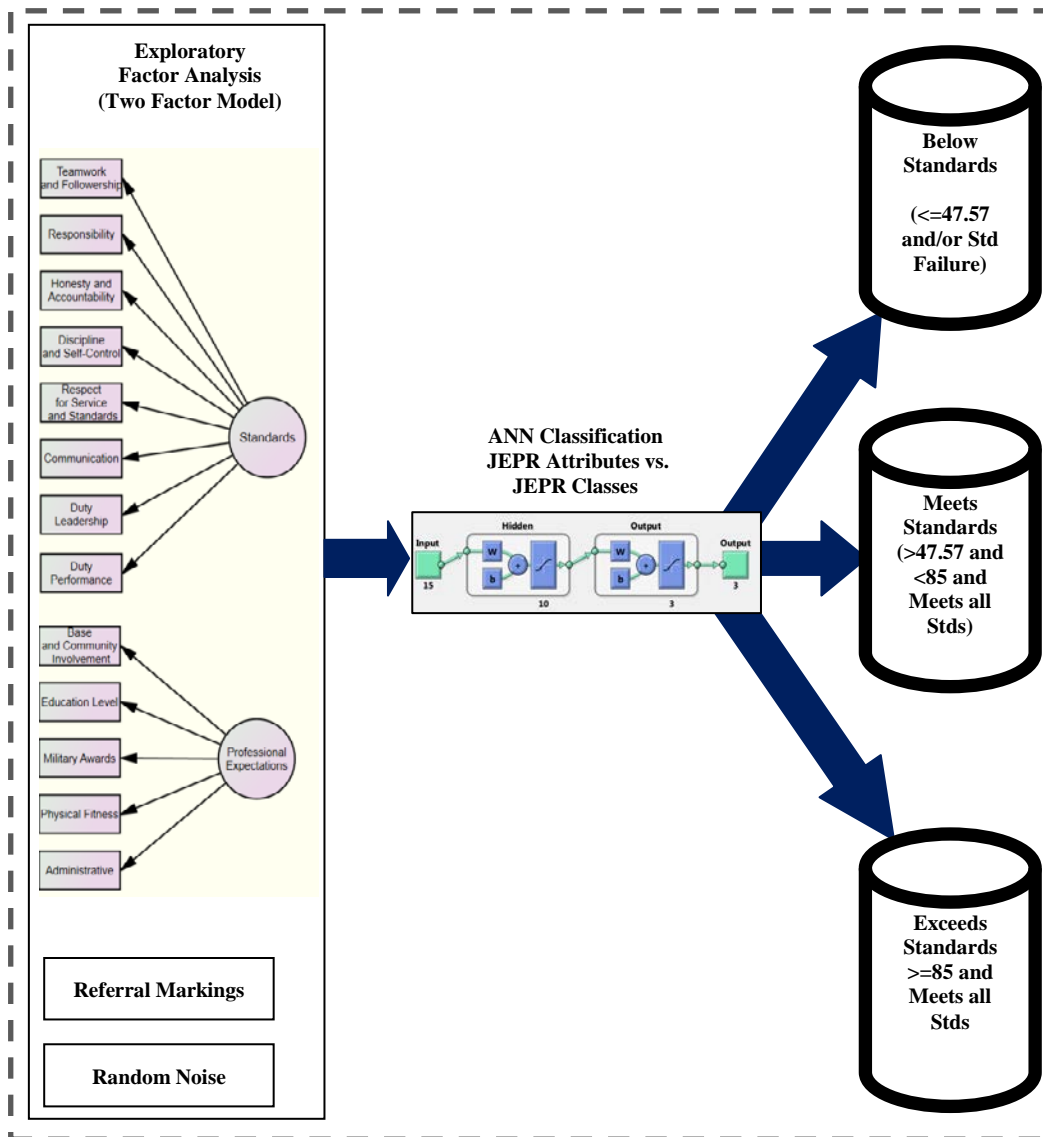 Exploratory
Factor Analysis
(Two Factor Model)
Teamwork
and Followership
Responsibility
Honesty and
Accountability
Discipline
and Self-Control
Respect
for Service
and Standards
Communication
Duty
Leadership
Duty
Performance
Standards
Base
and Community
Involvement
Education Level
Military Awards
Physical Fitness
Administrative
Professional
Expectations
Referral Markings
Random Noise
ANN Classification
JEPR Attributes vs.
JEPR Classes
Input
15
Hidden
W
b
+
10
Output
W
b
+
3
Output
3
Below
Standards
(<=47.57
and/or Std
Failure)
Meets
Standards
(>47.57 and
<85 and
Meets all
Stds)
Exceeds
Standards
>=85 and
Meets all
Stds